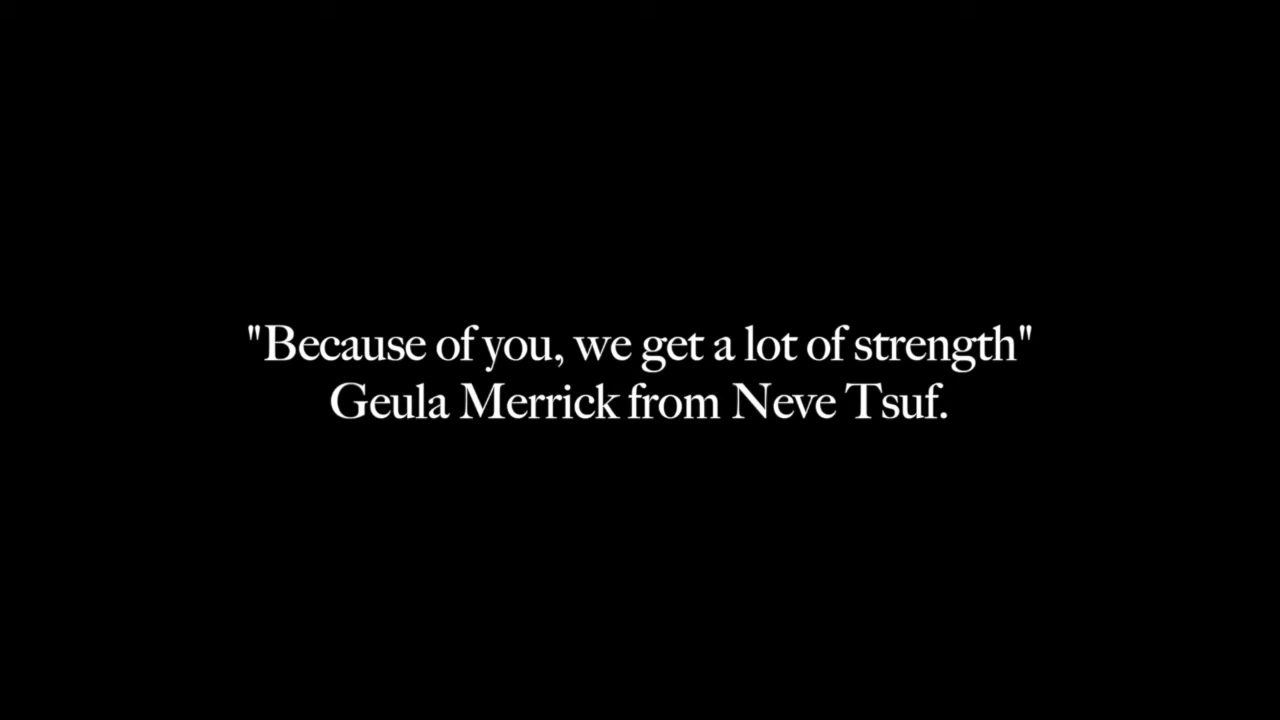 "Because of you, we get a lot of strength"
Geula Merrick from Neve Tsuf.